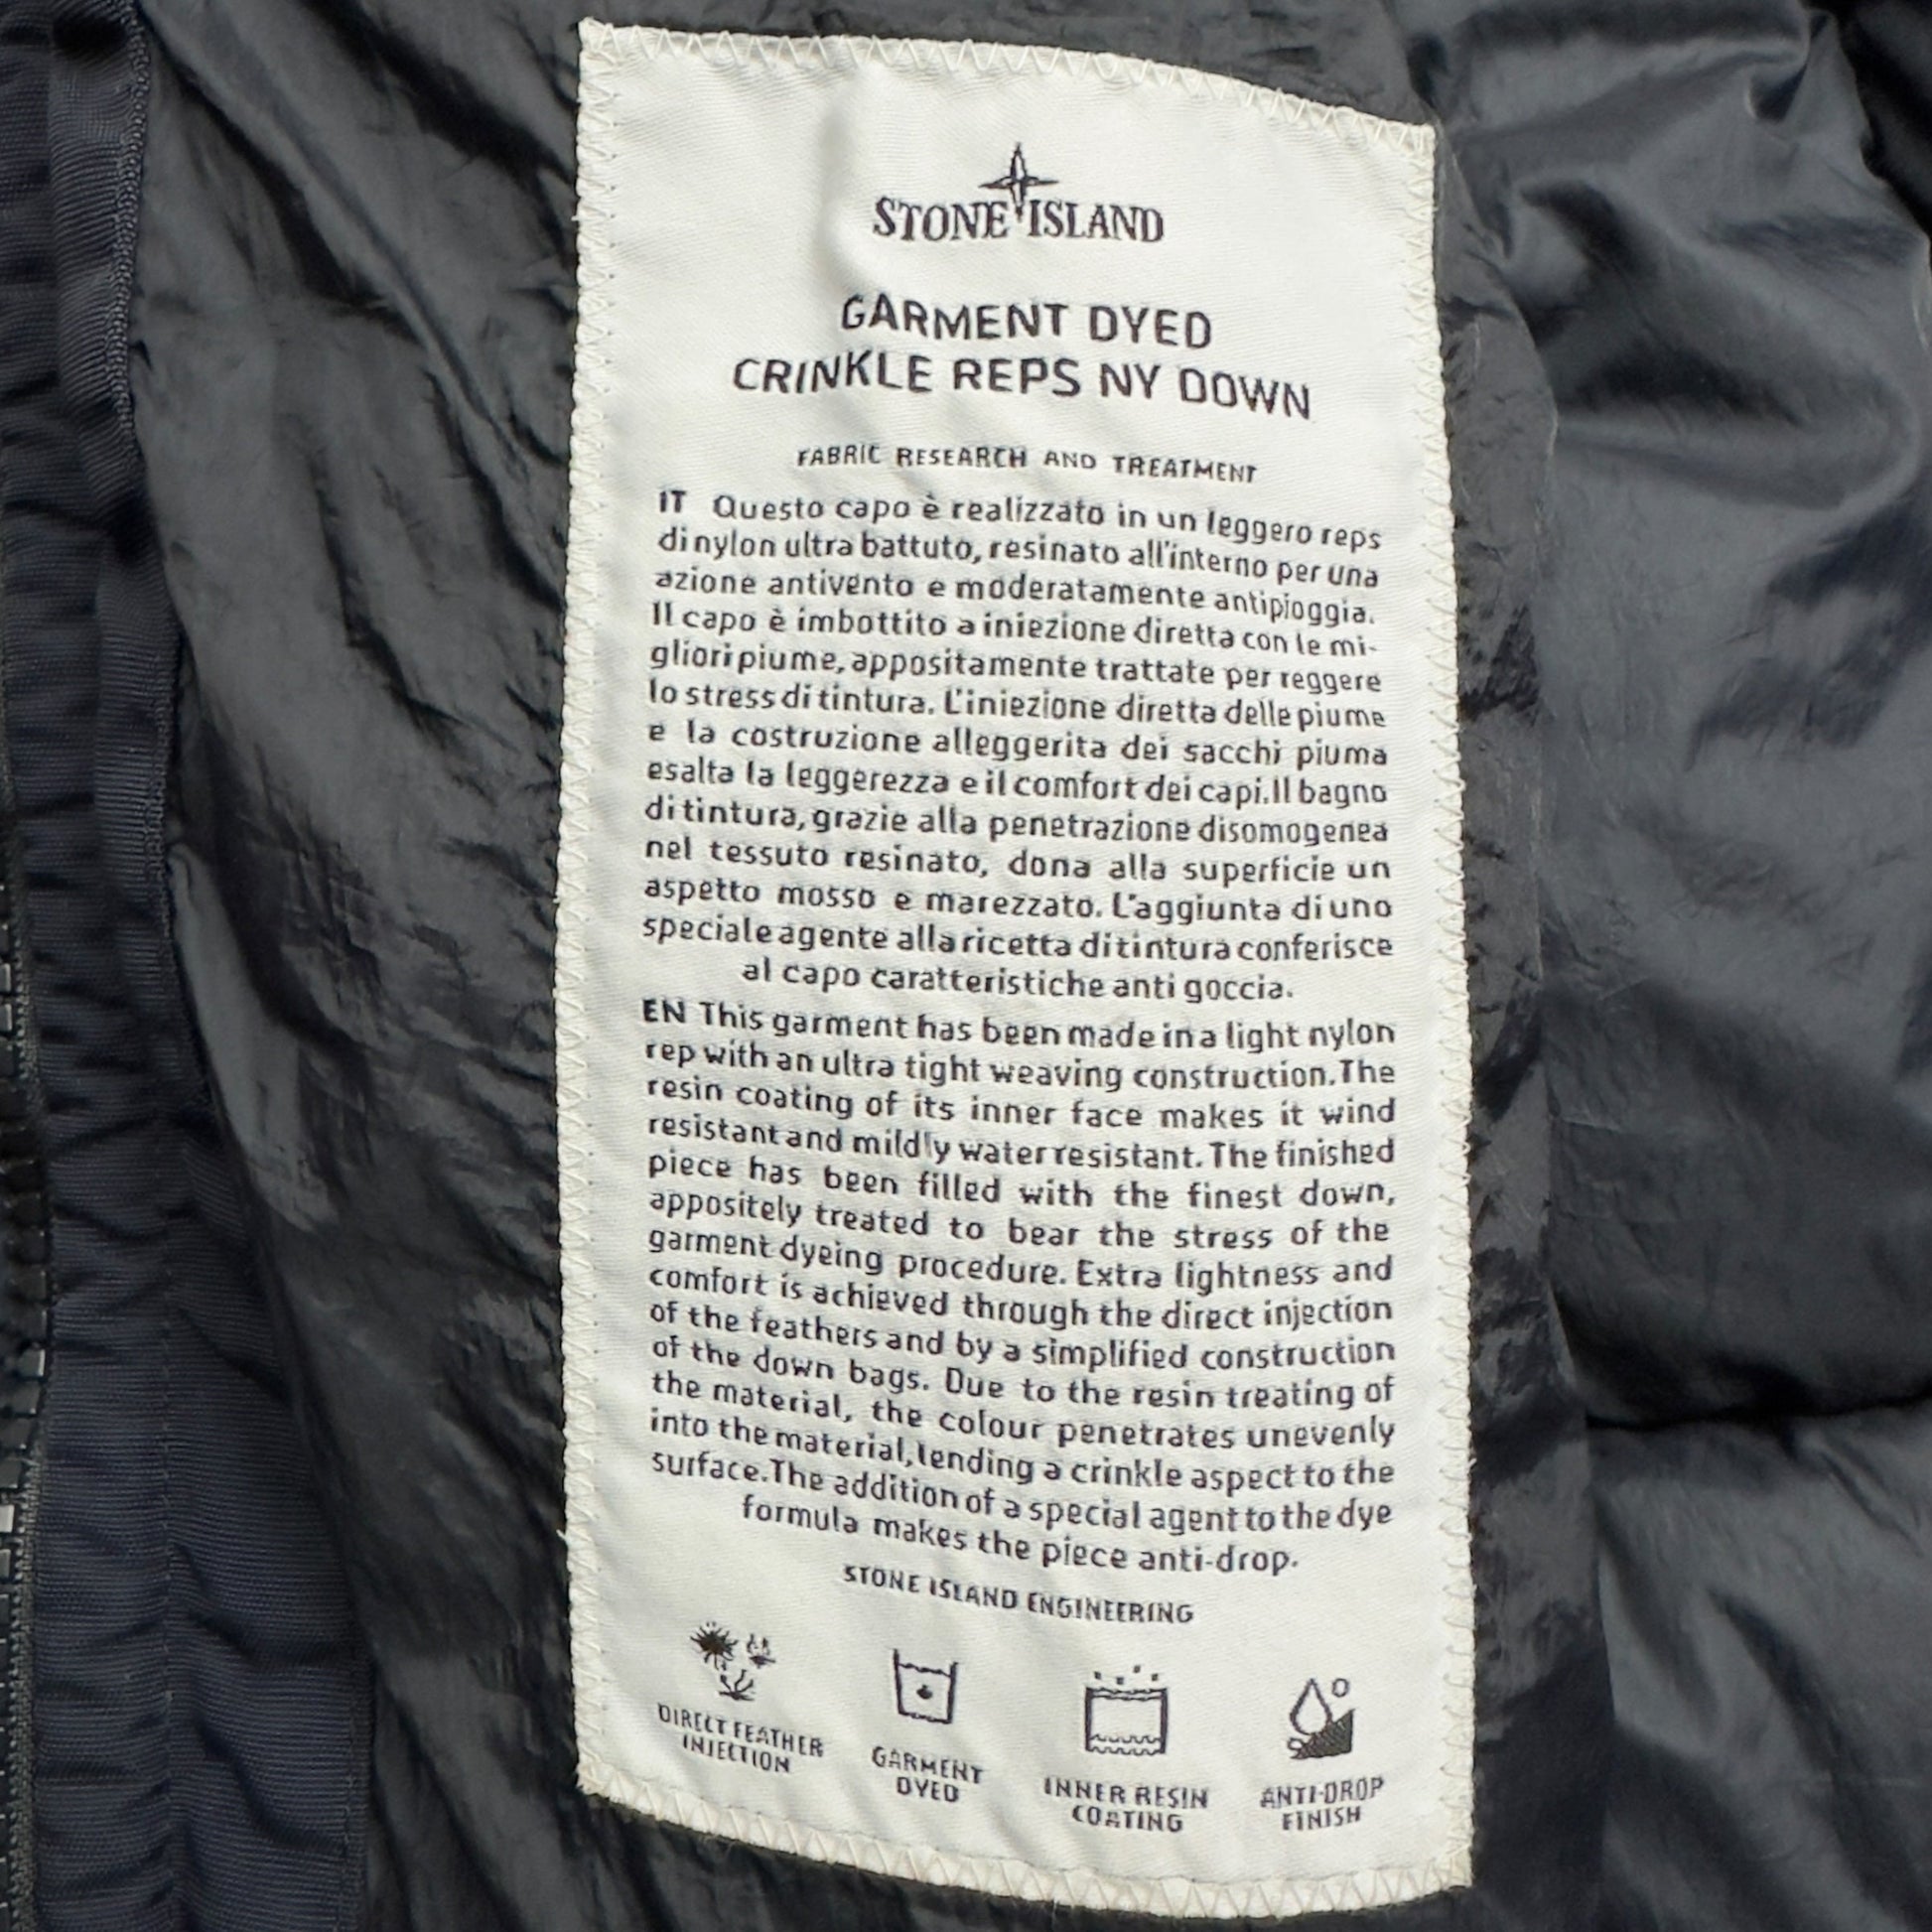 STONE ISLAND
GARMENT DYED
CRINKLE REPS NY DOWN
FABRIC RESEARCH AND TREATMENT
IT Questo capo è realizzato in un leggero reps
di nylon ultra battuto, resinato all'interno per una
azione antivento e moderatamente antipioggia.
Il capo è imbottito a iniezione diretta con le mi-
gliori piume, appositamente trattate per reggere
lo stress di tintura. L'iniezione diretta delle piume
e la costruzione alleggerita dei sacchi piuma
esalta la leggerezza e il comfort dei capi. Il bagno
di tintura, grazie alla penetrazione disomogenea
nel tessuto resinato, dona alla superficie un
aspetto mosso e marezzato. L'aggiunta di uno
speciale agente alla ricetta di tintura conferisce
al capo caratteristiche anti goccia.
EN This garment has been made in a light nylon
rep with an ultra tight weaving construction. The
resin coating of its inner face makes it wind
resistant and mildly water resistant. The finished
piece has been filled with the finest down,
appositely treated to bear the stress of the
garment dyeing procedure. Extra lightness and
comfort is achieved through the direct injection
of the feathers and by a simplified construction
of the down bags. Due to the resin treating of
the material, the colour penetrates unevenly
into the material, lending a crinkle aspect to the
surface. The addition of a special agent to the dye
formula makes the piece anti-drop.
STONE ISLAND ENGINEERING
DIRECT FEATHER
INJECTION
GARMENT
DYED
INNER RESIN
COATING
ANTI-DROP
FINISH